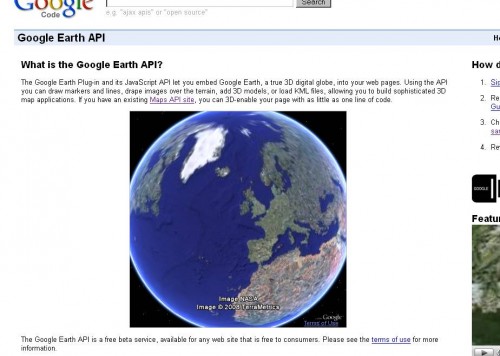 Google
Code
Search
e.g. "ajax apis" or "open source"
Google Earth API
What is the Google Earth API?
The Google Earth Plug-in and its JavaScript API let you embed Google Earth, a true 3D digital globe, into your web pages. Using the API
you can draw markers and lines, drape images over the terrain, add 3D models, or load KML files, allowing you to build sophisticated 3D
map applications. If you have an existing Maps API site, you can 3D-enable your page with as little as one line of code.
Image NASA
Image © 2008 TerraMetrics
Google
Terms of Use
The Google Earth API is a free beta service, available for any web site that is free to consumers. Please see the terms of use for more
information.
How d
1.
2. Re
Gu
3. Ch
4. Re
GOOGLE
Featu